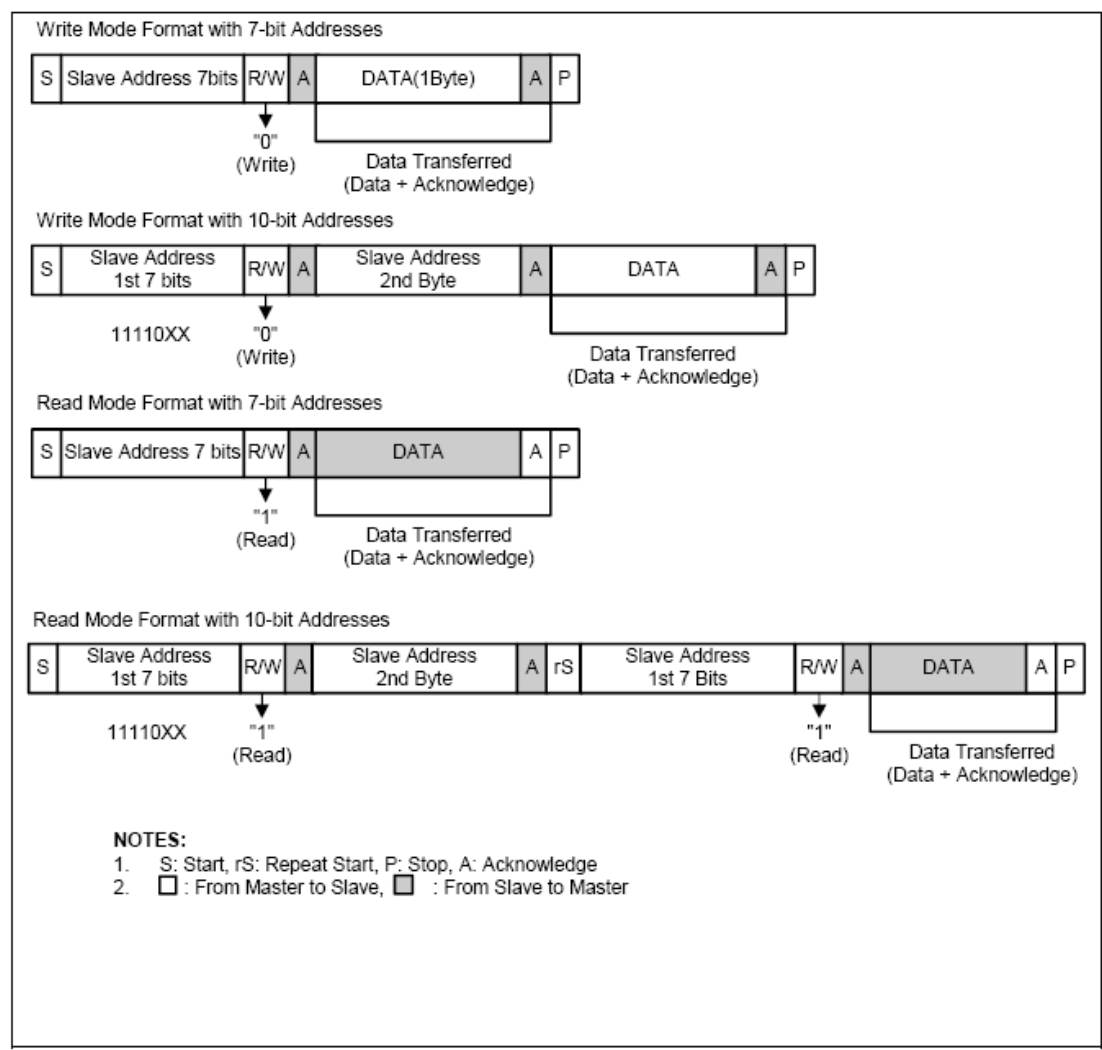 Write Mode Format with 7-bit Addresses
S Slave Address 7bits R/W A DATA(1Byte) A P
"0"
(Write)
Data Transferred
(Data + Acknowledge)
Write Mode Format with 10-bit Addresses
S Slave Address
1st 7 bits R/W A Slave Address
2nd Byte A DATA A P
11110XX "0"
(Write)
Data Transferred
(Data + Acknowledge)
Read Mode Format with 7-bit Addresses
S Slave Address 7 bits R/W A DATA A P
"1"
(Read)
Data Transferred
(Data + Acknowledge)
Read Mode Format with 10-bit Addresses
S Slave Address
1st 7 bits R/W A Slave Address
2nd Byte A rS Slave Address
1st 7 Bits R/W A DATA A P
11110XX "1"
(Read)
"1"
(Read)
Data Transferred
(Data + Acknowledge)
NOTES:
1. S: Start, rS: Repeat Start, P: Stop, A: Acknowledge
2. : From Master to Slave, : From Slave to Master